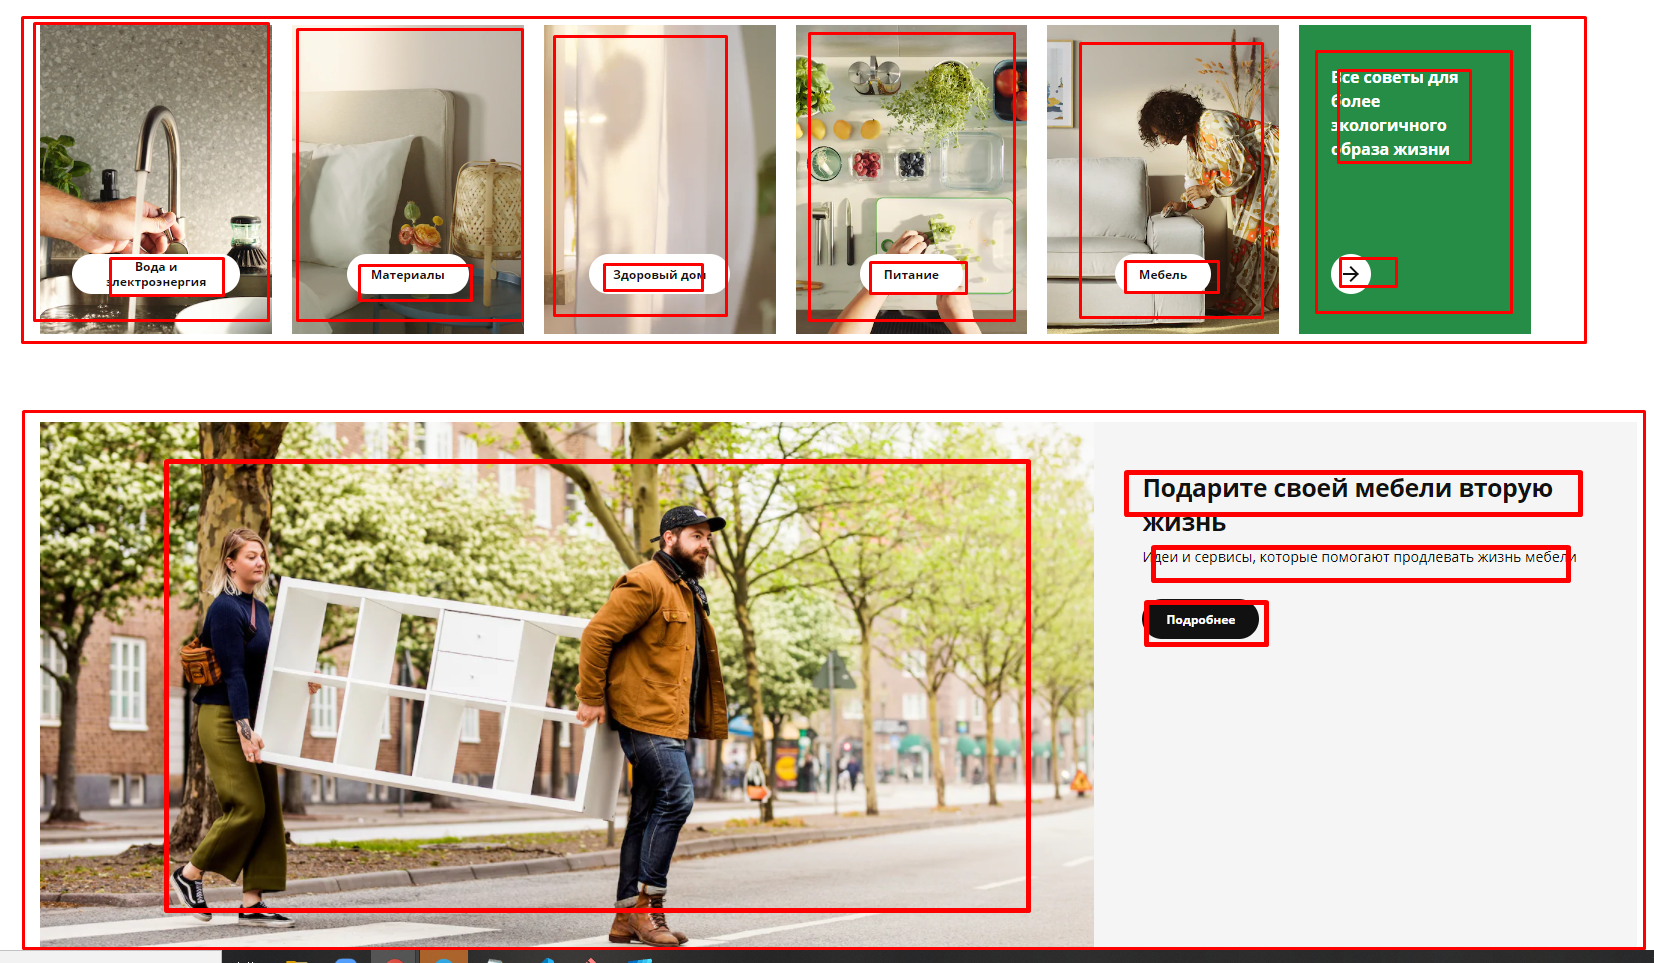 Вода и
электроэнергия
Материалы
Здоровый дом
Питание
Мебель
Все советы для
более
экологичного
образа жизни
Подарите своей мебели вторую
жизнь
Идеи и сервисы, которые помогают продлевать жизнь мебели
Подробнее